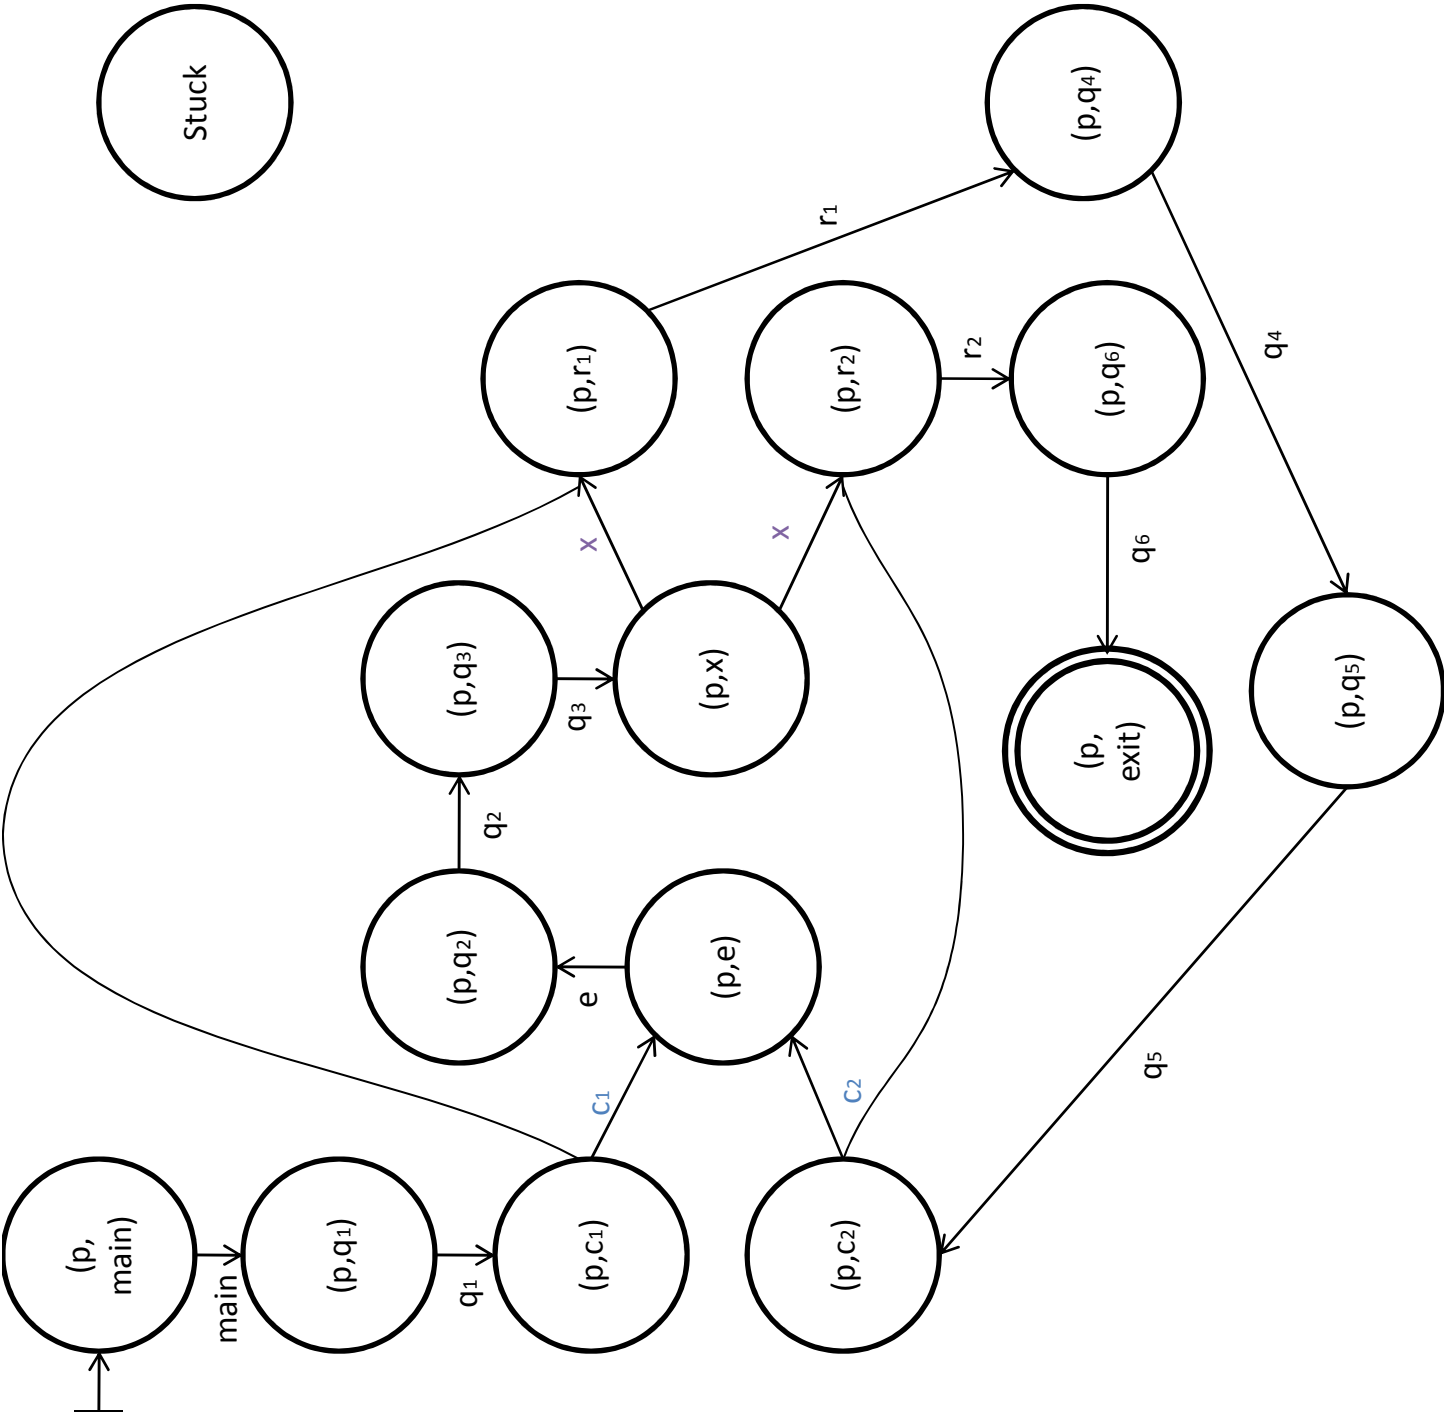 (p,
main)
Stuck
main
(p,q1)
q1
(p,q2)
(p,q3)
q2
q3
(p,c1)
c1
e
x
(p,r1)
(p,e)
(p,x)
x
r1
(p,c2)
c2
(p,r2)
r2
(p,
exit)
(p,q6)
(p,q4)
q5
q6
q4
(p,q5)